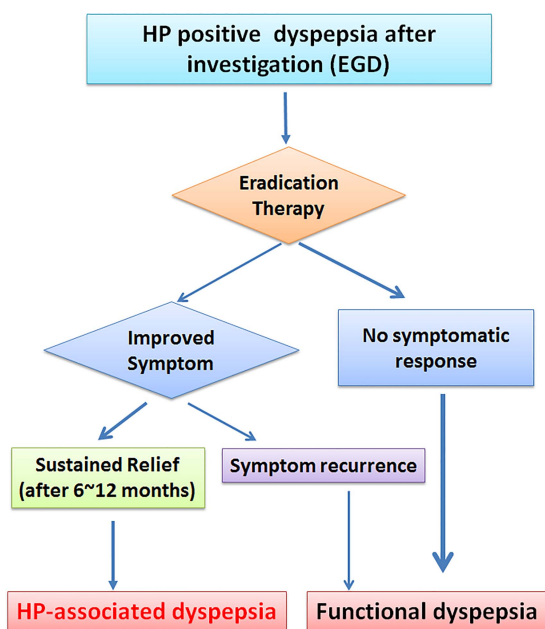 HP positive dyspepsia after
investigation (EGD)
Eradication
Therapy
Improved
Symptom
No symptomatic
response
Sustained Relief
(after 6~12 months)
Symptom recurrence
HP-associated dyspepsia
Functional dyspepsia